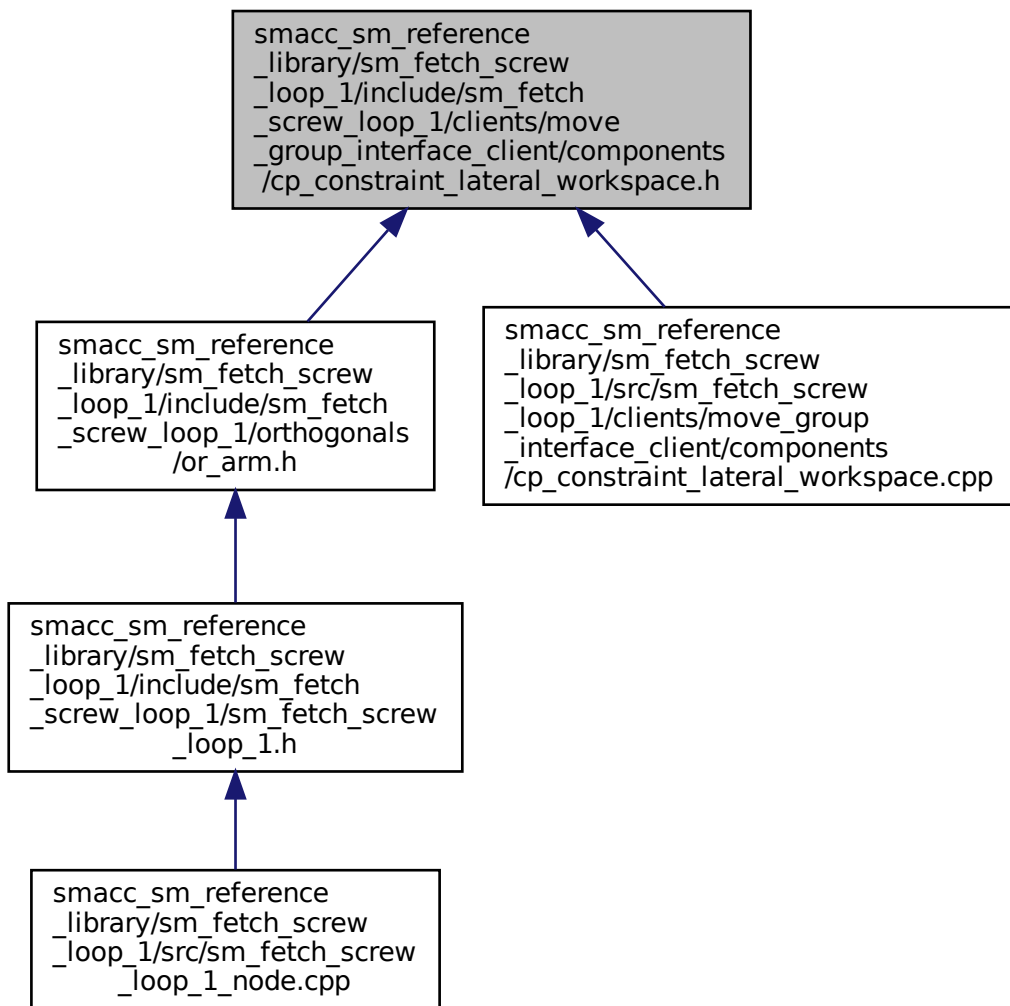 smacc_sm_reference
_library/sm_fetch_screw
_loop_1/include/sm_fetch
_screw_loop_1/clients/move
_group_interface_client/components
/cp_constraint_lateral_workspace.h
smacc_sm_reference
_library/sm_fetch_screw
_loop_1/include/sm_fetch
_screw_loop_1/orthogonals
/or_arm.h
smacc_sm_reference
_library/sm_fetch_screw
_loop_1/src/sm_fetch_screw
_loop_1/clients/move_group
_interface_client/components
/cp_constraint_lateral_workspace.cpp
smacc_sm_reference
_library/sm_fetch_screw
_loop_1/include/sm_fetch
_screw_loop_1/sm_fetch_screw
_loop_1.h
smacc_sm_reference
_library/sm_fetch_screw
_loop_1/src/sm_fetch_screw
_loop_1_node.cpp